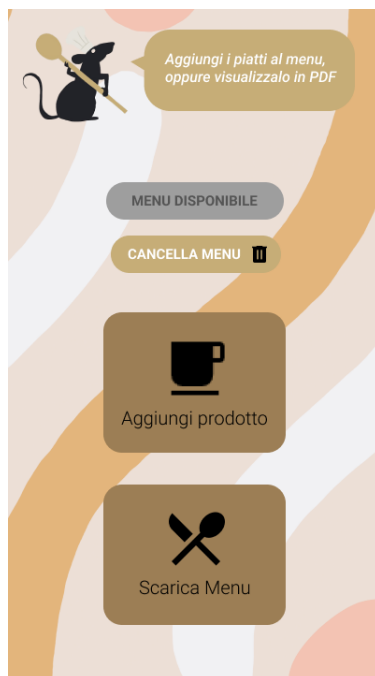 Aggiungi i piatti al menu,
oppure visualizzalo in PDF
MENU DISPONIBILE
CANCELLA MENU
Aggiungi prodotto
Scarica Menu